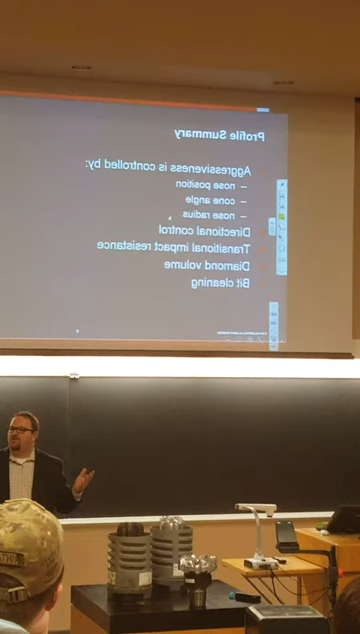 Profile Summary
Aggressiveness is controlled by:
– nose position
– cone angle
– nose radius
Directional control
Transitional impact resistance
Diamond volume
Bit cleaning